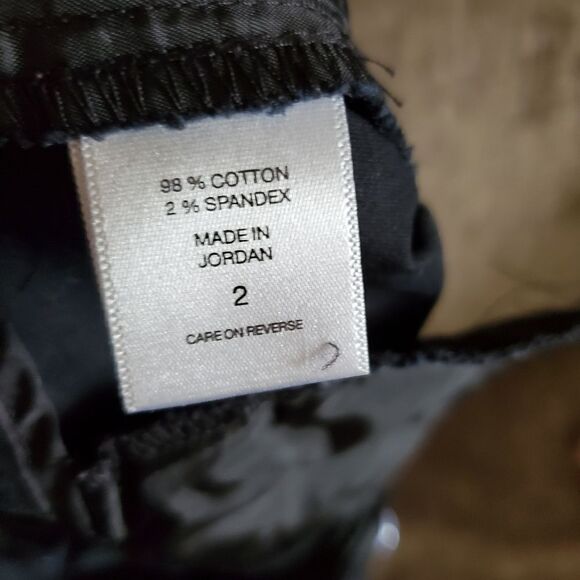 98 % COTTON
2 % SPANDEX
MADE IN
JORDAN
2
CARE ON REVERSE